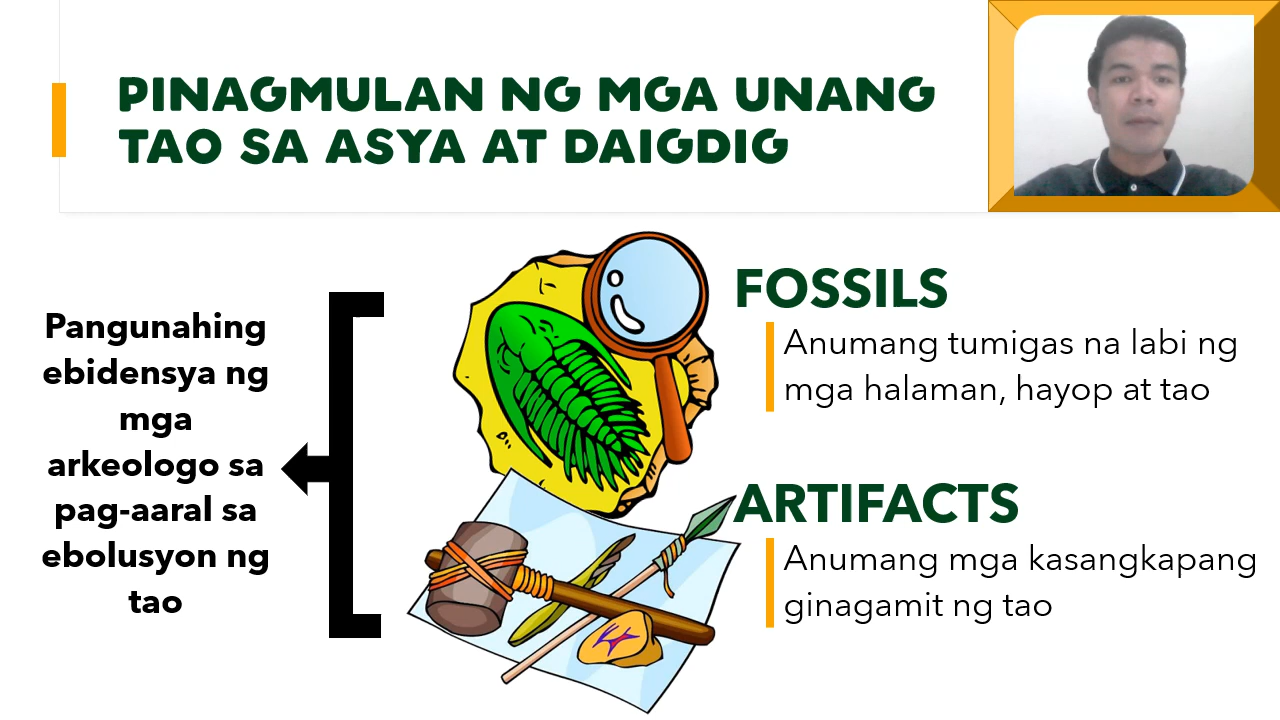 PINAGMULAN NG MGA UNANG
TAO SA ASYA AT DAIGDIG
Pangunahing
ebidensya ng
mga
arkeologo sa
pag-aaral sa
ebolusyon ng
tao
FOSSILS
Anumang tumigas na labi ng
mga halaman, hayop at tao
ARTIFACTS
Anumang mga kasangkapang
ginagamit ng tao